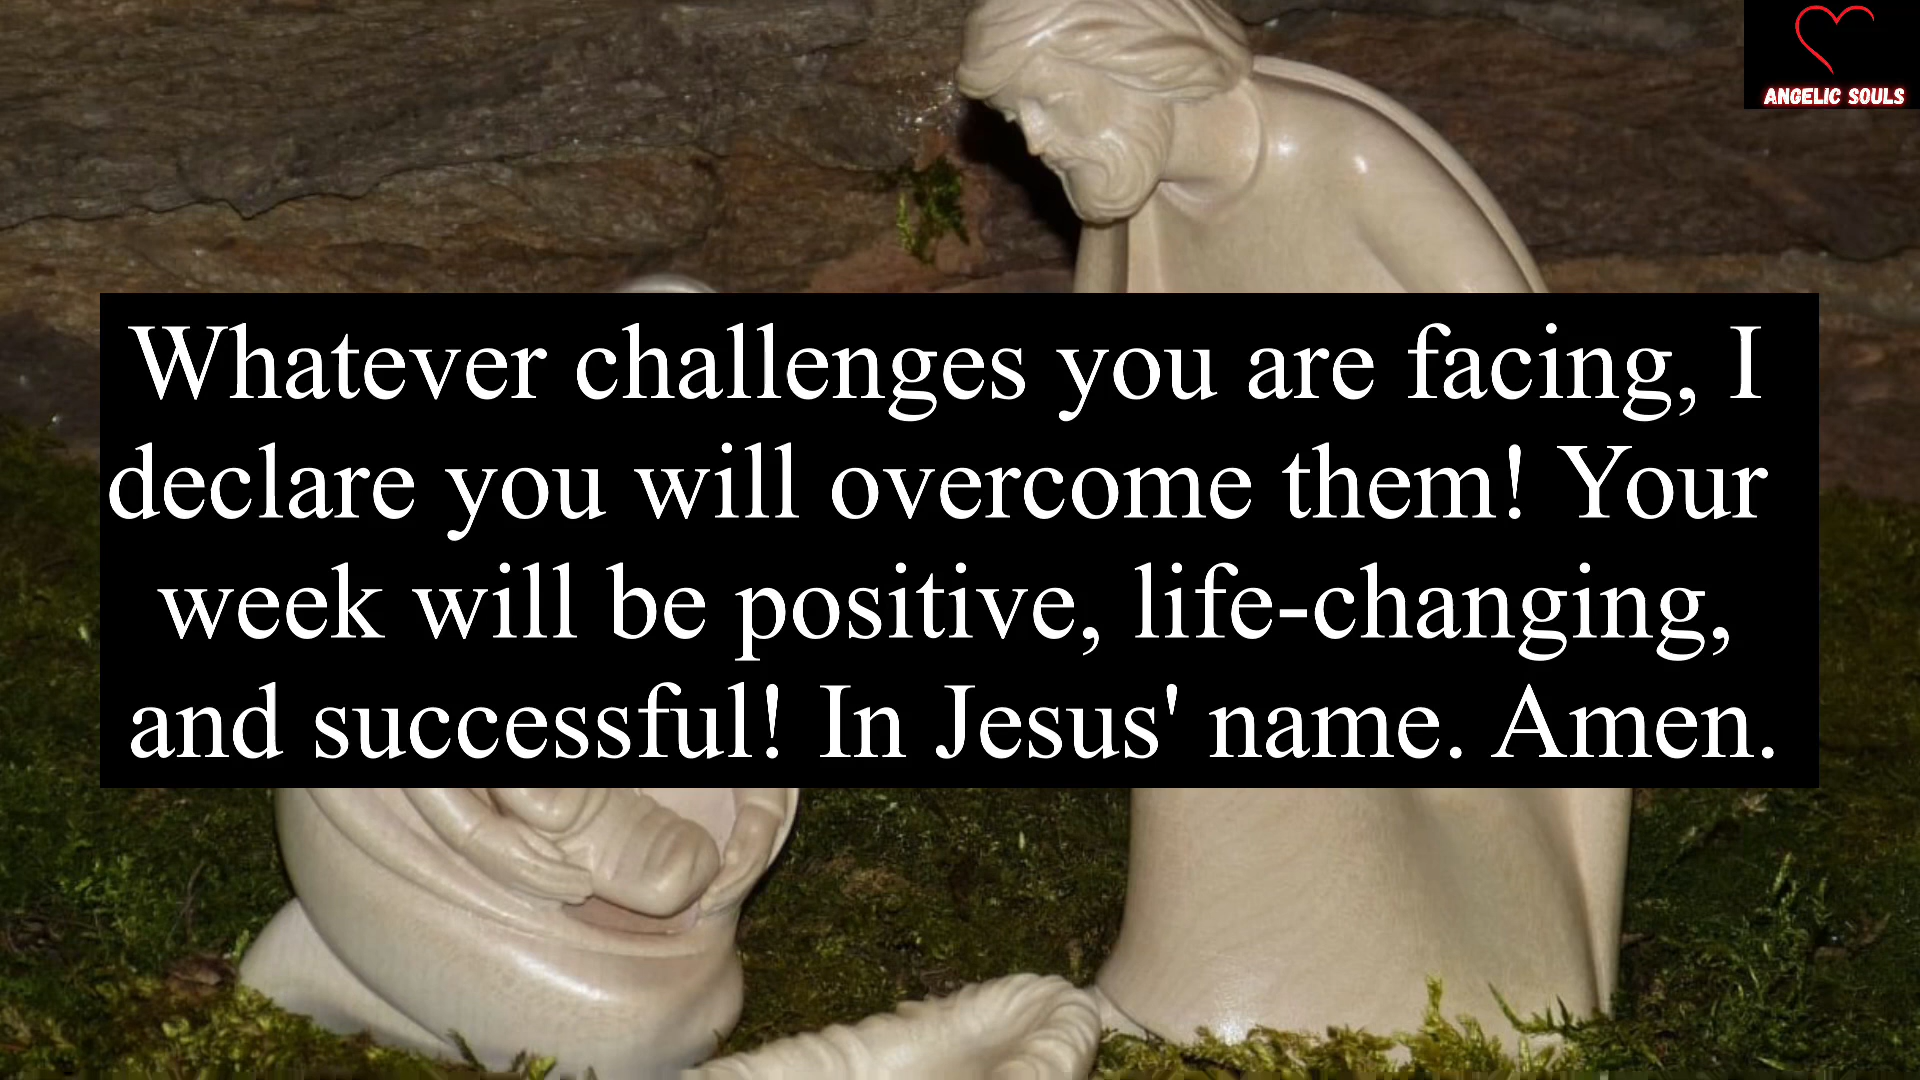 ANGELIC SOULS
Whatever challenges you are facing, I
declare you will overcome them! Your
week will be positive, life-changing,
and successful! In Jesus' name. Amen.